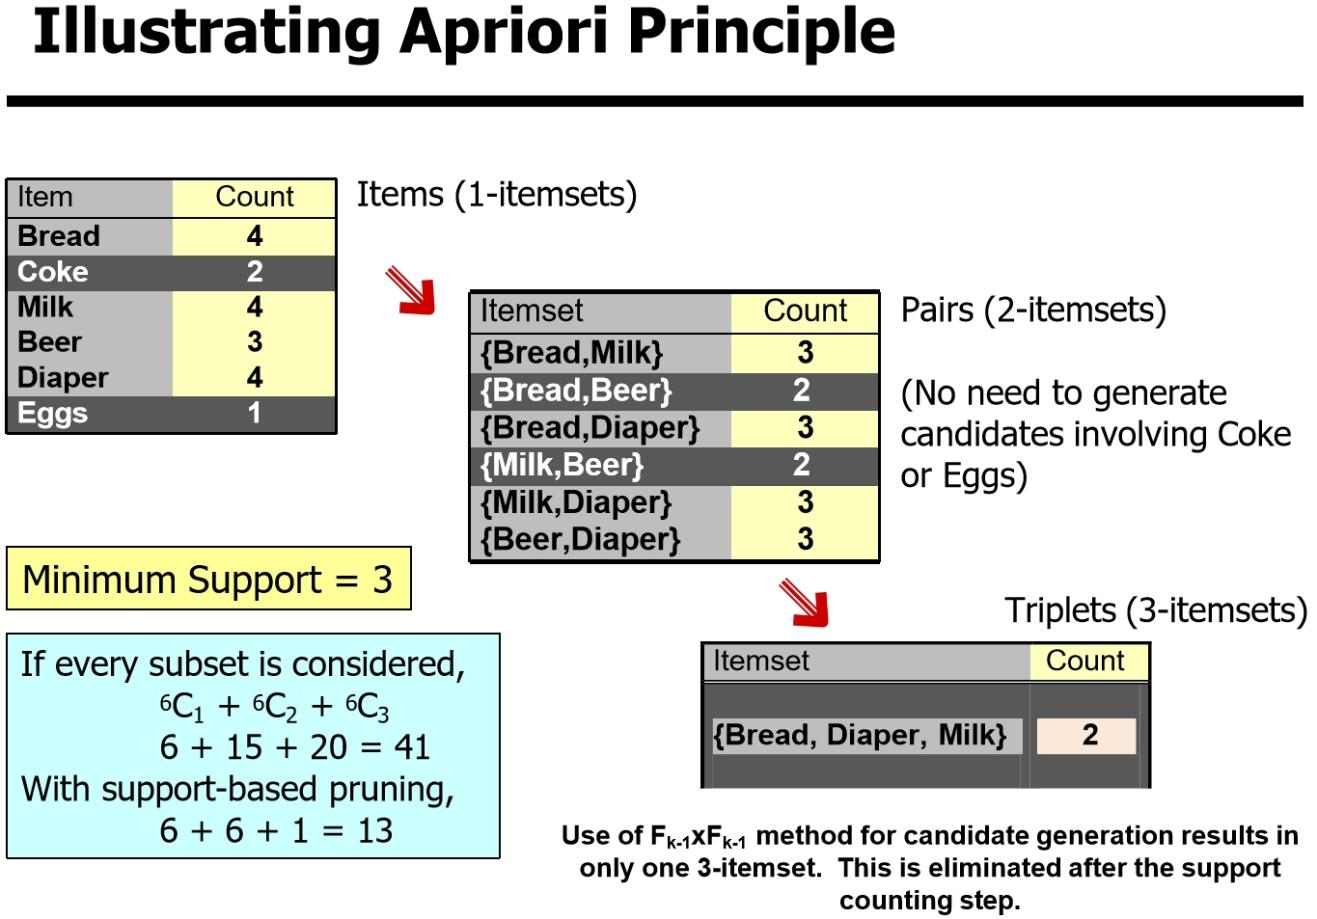 Illustrating Apriori Principle
Item Count
Bread 4
Coke 2
Milk 4
Beer 3
Diaper 4
Eggs 1
Items (1-itemsets)
Itemset Count
{Bread,Milk} 3
{Bread,Beer} 2
{Bread,Diaper} 3
{Milk,Beer} 2
{Milk,Diaper} 3
{Beer,Diaper} 3
Pairs (2-itemsets)
(No need to generate
candidates involving Coke
or Eggs)
Minimum Support = 3
If every subset is considered,
⁶C₁ + ⁶C₂ + ⁶C₃
6 + 15 + 20 = 41
With support-based pruning,
6 + 6 + 1 = 13
Triplets (3-itemsets)
Itemset Count
{Bread, Diaper, Milk} 2
Use of Fₖ₋₁xFₖ₋₁ method for candidate generation results in
only one 3-itemset. This is eliminated after the support
counting step.